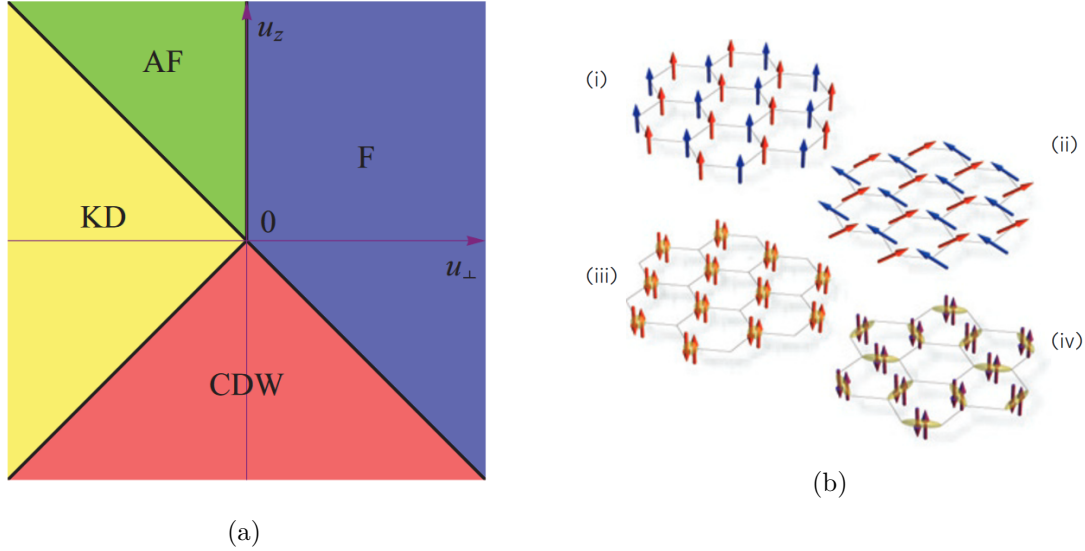 u_z
AF
F
KD
0
u_⊥
CDW
(a)
(i)
(ii)
(iii)
(iv)
(b)